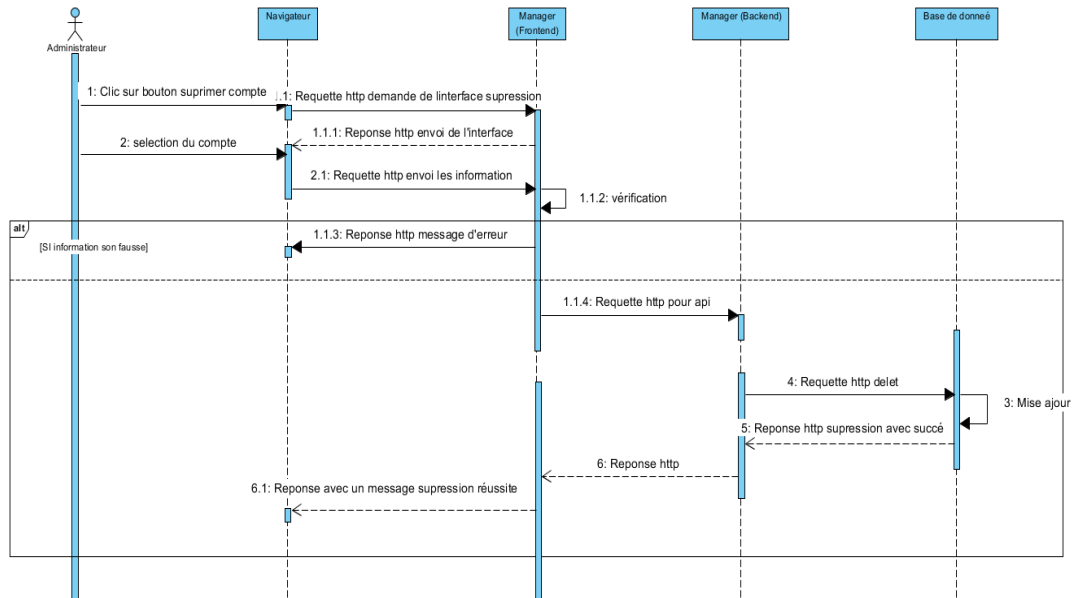 Navigateur
Manager
(Frontend)
Manager (Backend)
Base de donneé
Administrateur
1: Clic sur bouton suprimer compte
1.1: Requette http demande de linterface supression
1.1.1: Reponse http envoi de l'interface
2: selection du compte
2.1: Requette http envoi les information
1.1.2: vérification
alt
[SI information son fausse]
1.1.3: Reponse http message d'erreur
1.1.4: Requette http pour api
4: Requette http delet
3: Mise ajour
5: Reponse http supression avec succé
6: Reponse http
6.1: Reponse avec un message supression réussite